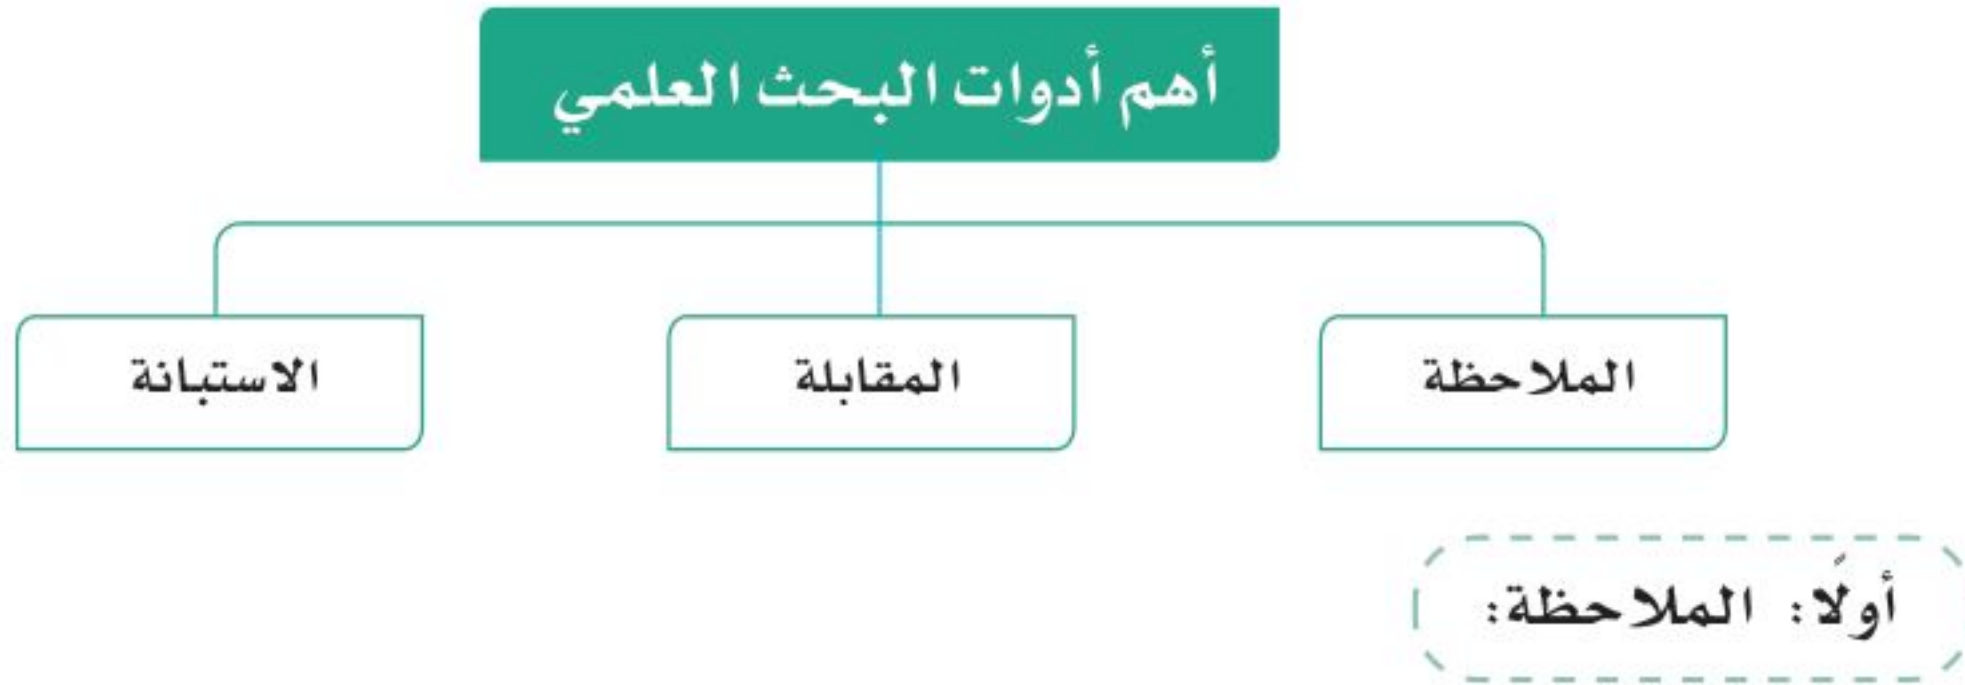 أهم أدوات البحث العلمي
الملاحظة
المقابلة
الاستبانة
أولًا: الملاحظة: